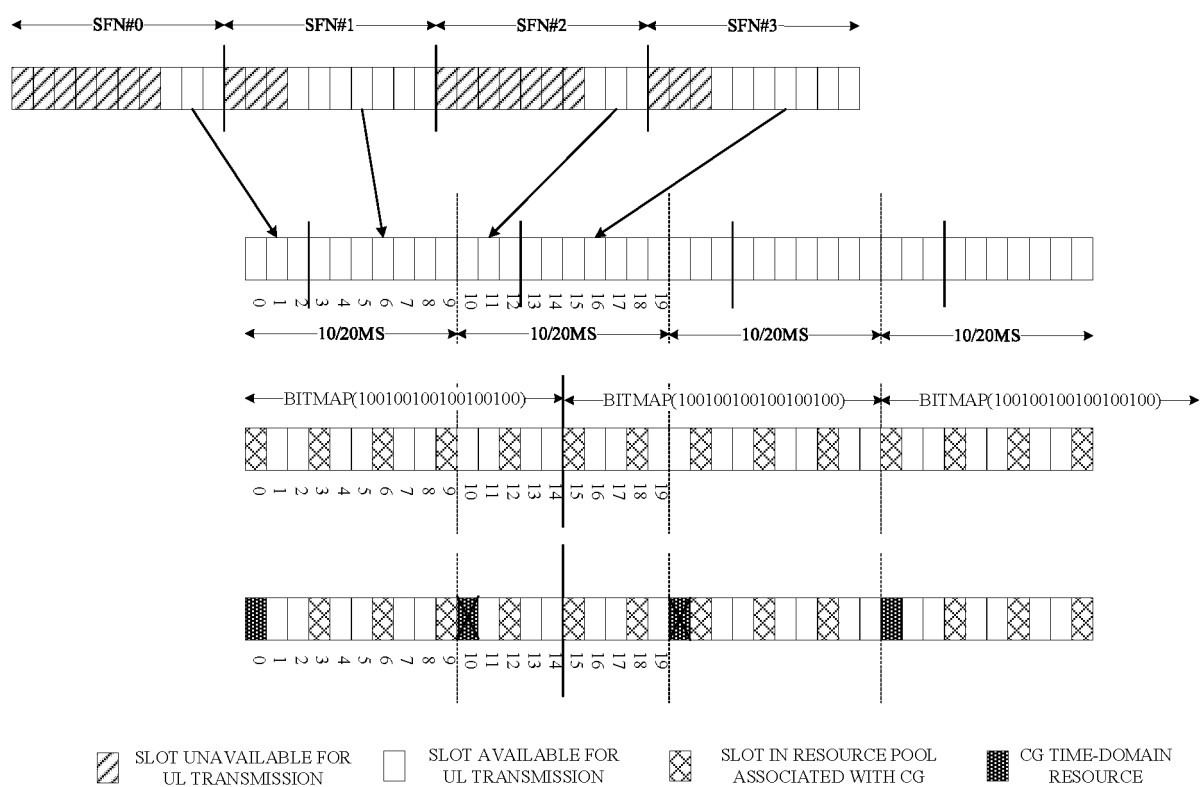 SFN#0 SFN#1 SFN#2 SFN#3
0 1 2 3 4 5 6 7 8 9 10 11 12 13 14 15 16 17 18 19
10/20MS 10/20MS 10/20MS 10/20MS
BITMAP(100100100100100100) BITMAP(100100100100100100) BITMAP(100100100100100100)
0 1 2 3 4 5 6 7 8 9 10 11 12 13 14 15 16 17 18 19
0 1 2 3 4 5 6 7 8 9 10 11 12 13 14 15 16 17 18 19
SLOT UNAVAILABLE FOR
UL TRANSMISSION
SLOT AVAILABLE FOR
UL TRANSMISSION
SLOT IN RESOURCE POOL
ASSOCIATED WITH CG
CG TIME-DOMAIN
RESOURCE